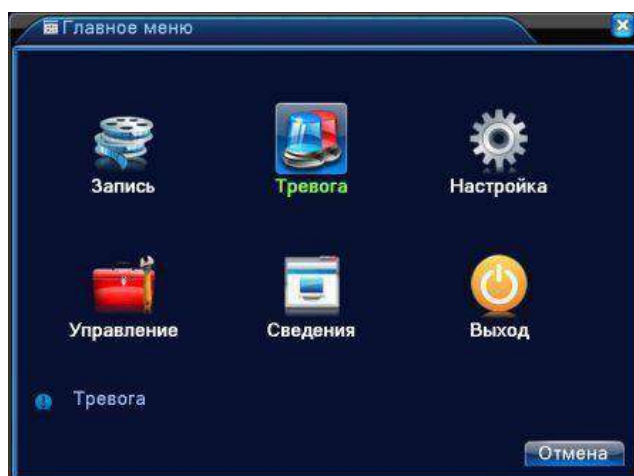 Главное меню
Запись
Тревога
Настройка
Управление
Сведения
Выход
Тревога
Отмена